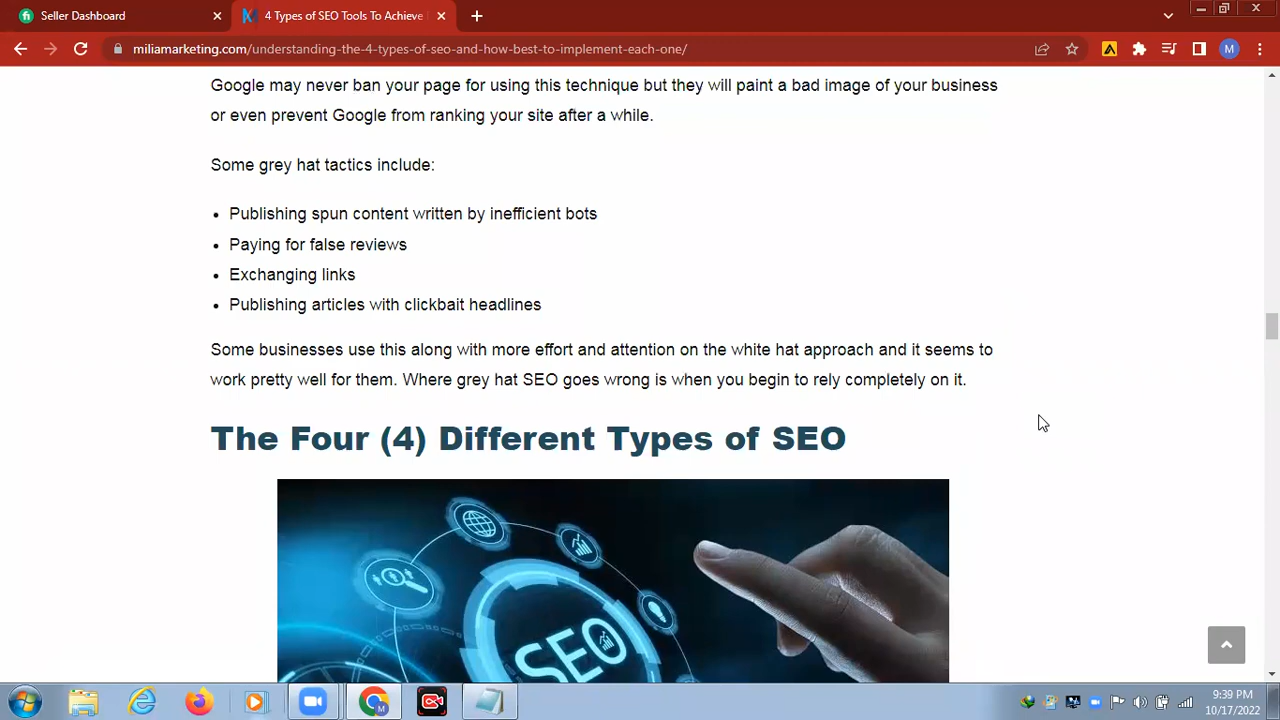 Seller Dashboard
4 Types of SEO Tools To Achieve
miliamarketing.com/understanding-the-4-types-of-seo-and-how-best-to-implement-each-one/
M
Google may never ban your page for using this technique but they will paint a bad image of your business
or even prevent Google from ranking your site after a while.
Some grey hat tactics include:
• Publishing spun content written by inefficient bots
• Paying for false reviews
• Exchanging links
• Publishing articles with clickbait headlines
Some businesses use this along with more effort and attention on the white hat approach and it seems to
work pretty well for them. Where grey hat SEO goes wrong is when you begin to rely completely on it.
The Four (4) Different Types of SEO
SEO
9:39 PM
10/17/2022